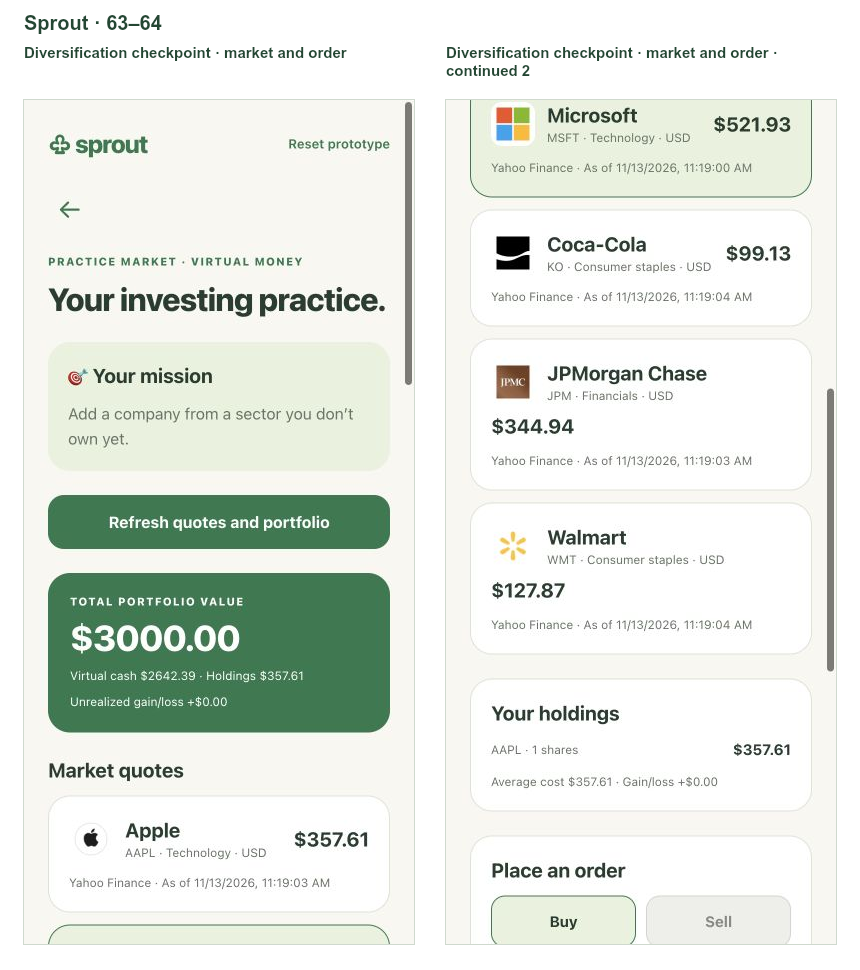 Sprout · 63–64
Diversification checkpoint · market and order
sprout
Reset prototype
PRACTICE MARKET · VIRTUAL MONEY
Your investing practice.
Your mission
Add a company from a sector you don’t
own yet.
Refresh quotes and portfolio
TOTAL PORTFOLIO VALUE
$3000.00
Virtual cash $2642.39 · Holdings $357.61
Unrealized gain/loss +$0.00
Market quotes
Apple
AAPL · Technology · USD
$357.61
Yahoo Finance · As of 11/13/2026, 11:19:03 AM
Diversification checkpoint · market and order ·
continued 2
Microsoft
MSFT · Technology · USD
$521.93
Yahoo Finance · As of 11/13/2026, 11:19:00 AM
Coca-Cola
KO · Consumer staples · USD
$99.13
Yahoo Finance · As of 11/13/2026, 11:19:04 AM
JPMC
JPMorgan Chase
JPM · Financials · USD
$344.94
Yahoo Finance · As of 11/13/2026, 11:19:03 AM
Walmart
WMT · Consumer staples · USD
$127.87
Yahoo Finance · As of 11/13/2026, 11:19:04 AM
Your holdings
AAPL · 1 shares
$357.61
Average cost $357.61 · Gain/loss +$0.00
Place an order
Buy
Sell